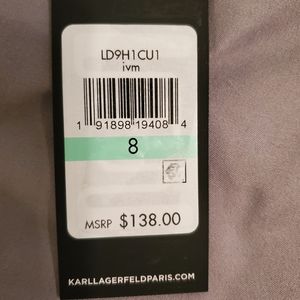 LD9H1CU1
ivm
1 91898 19408 4
8
MSRP $138.00
KARLLAGERFELDPARIS.COM